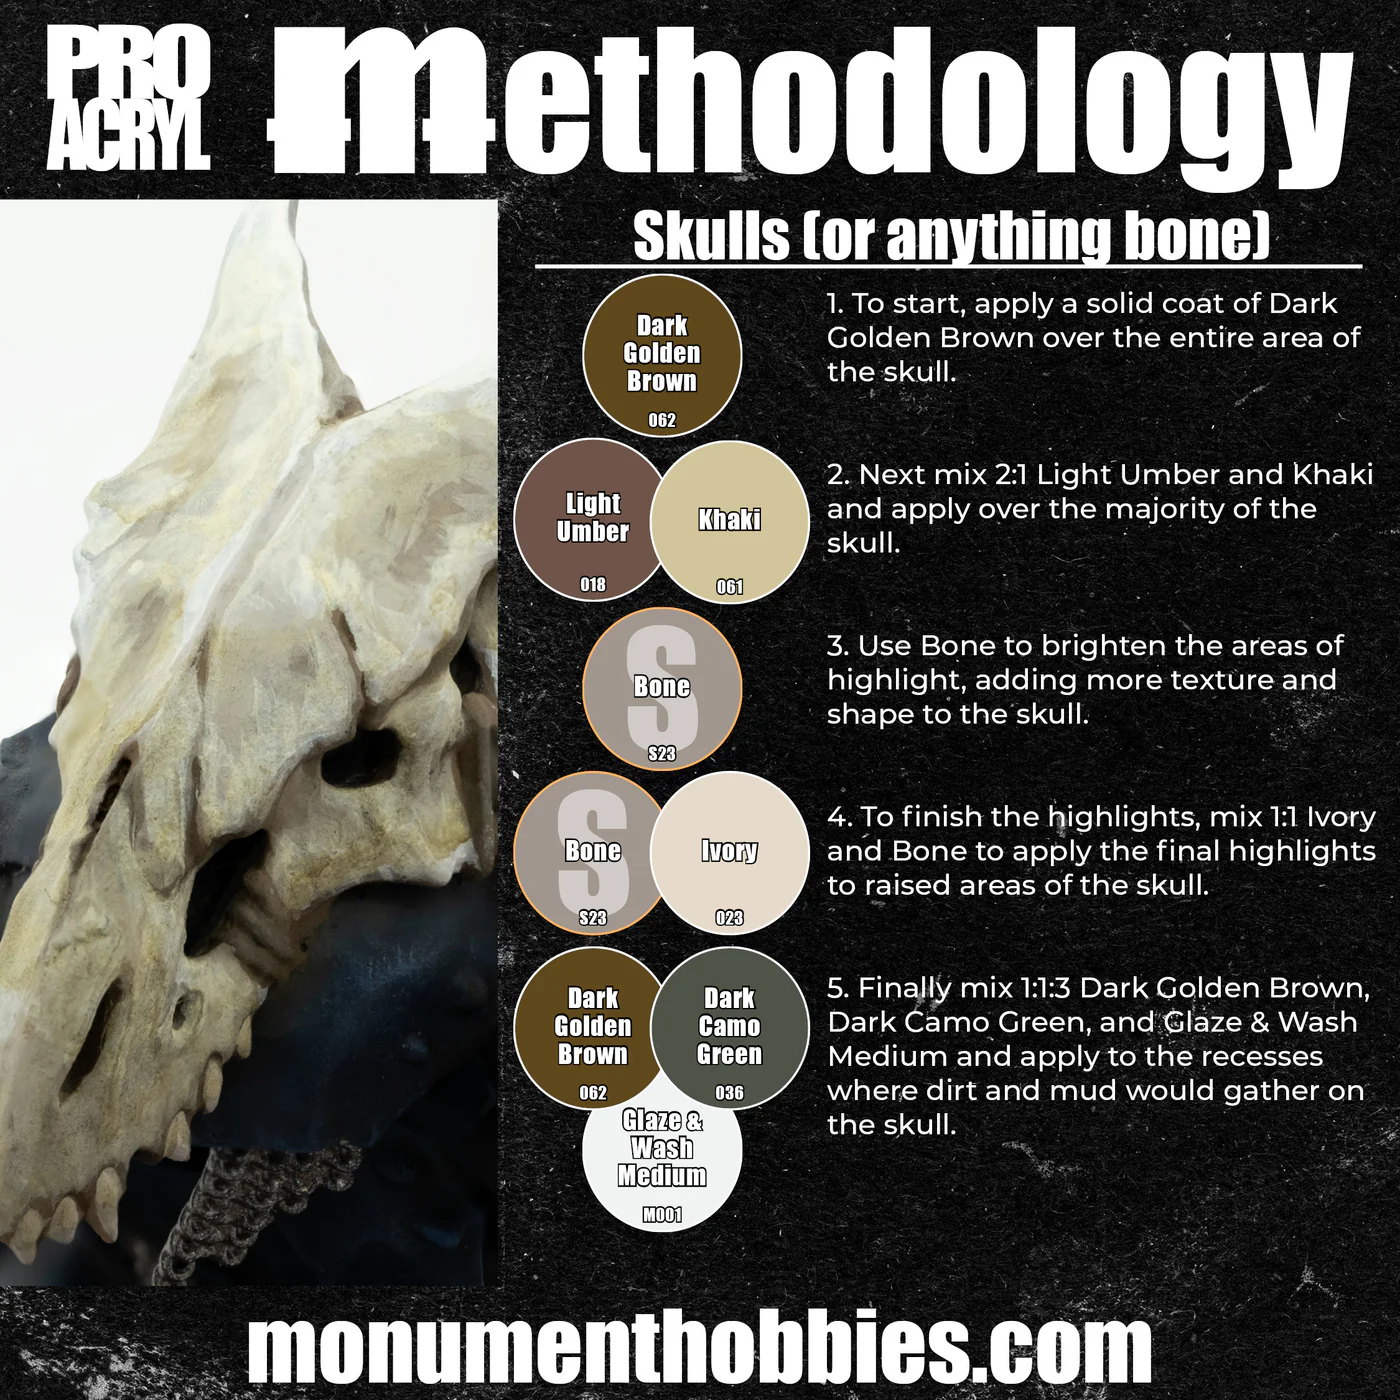 PRO
ACRYL
Methodology
Skulls (or anything bone)
Dark
Golden
Brown
062
1. To start, apply a solid coat of Dark
Golden Brown over the entire area of
the skull.
Light
Umber
018
Khaki
061
2. Next mix 2:1 Light Umber and Khaki
and apply over the majority of the
skull.
S
Bone
S23
3. Use Bone to brighten the areas of
highlight, adding more texture and
shape to the skull.
S
Bone
S23
Ivory
023
4. To finish the highlights, mix 1:1 Ivory
and Bone to apply the final highlights
to raised areas of the skull.
Dark
Golden
Brown
062
Dark
Camo
Green
036
Glaze &
Wash
Medium
M001
5. Finally mix 1:1:3 Dark Golden Brown,
Dark Camo Green, and Glaze & Wash
Medium and apply to the recesses
where dirt and mud would gather on
the skull.
monumenthobbies.com